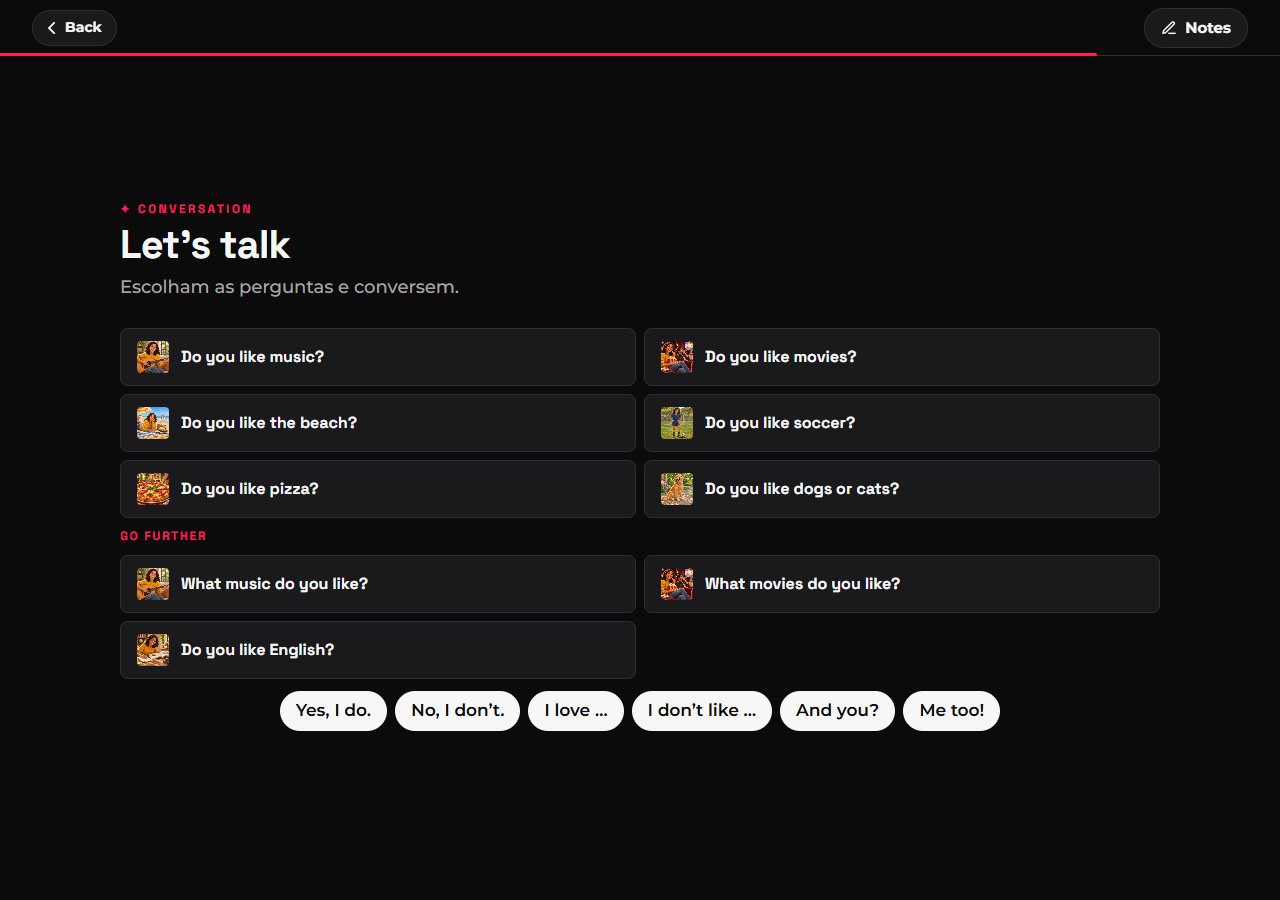 Back
Notes
✦ CONVERSATION
Let’s talk
Escolham as perguntas e conversem.
Do you like music?
Do you like movies?
Do you like the beach?
Do you like soccer?
Do you like pizza?
Do you like dogs or cats?
GO FURTHER
What music do you like?
What movies do you like?
Do you like English?
Yes, I do.
No, I don’t.
I love ...
I don’t like ...
And you?
Me too!